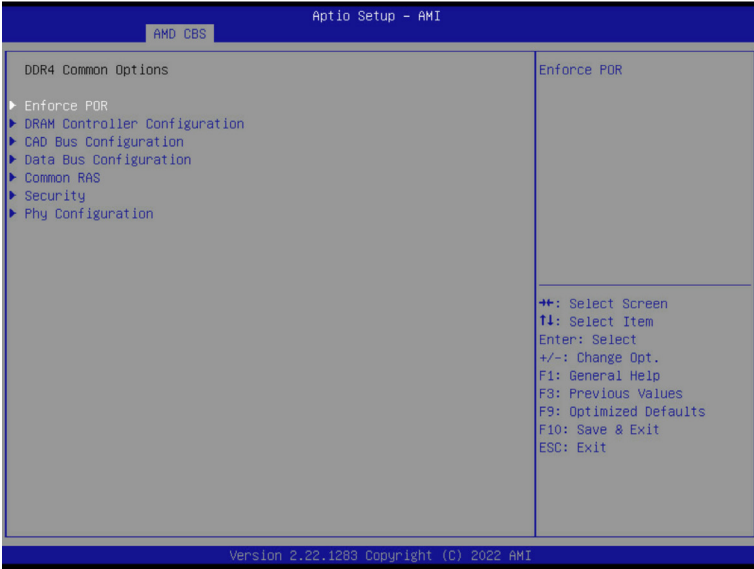 Aptio Setup – AMI
AMD CBS
DDR4 Common Options
Enforce POR
DRAM Controller Configuration
CAD Bus Configuration
Data Bus Configuration
Common RAS
Security
Phy Configuration
Enforce POR
→←: Select Screen
↑↓: Select Item
Enter: Select
+/-: Change Opt.
F1: General Help
F3: Previous Values
F9: Optimized Defaults
F10: Save & Exit
ESC: Exit
Version 2.22.1283 Copyright (C) 2022 AMI